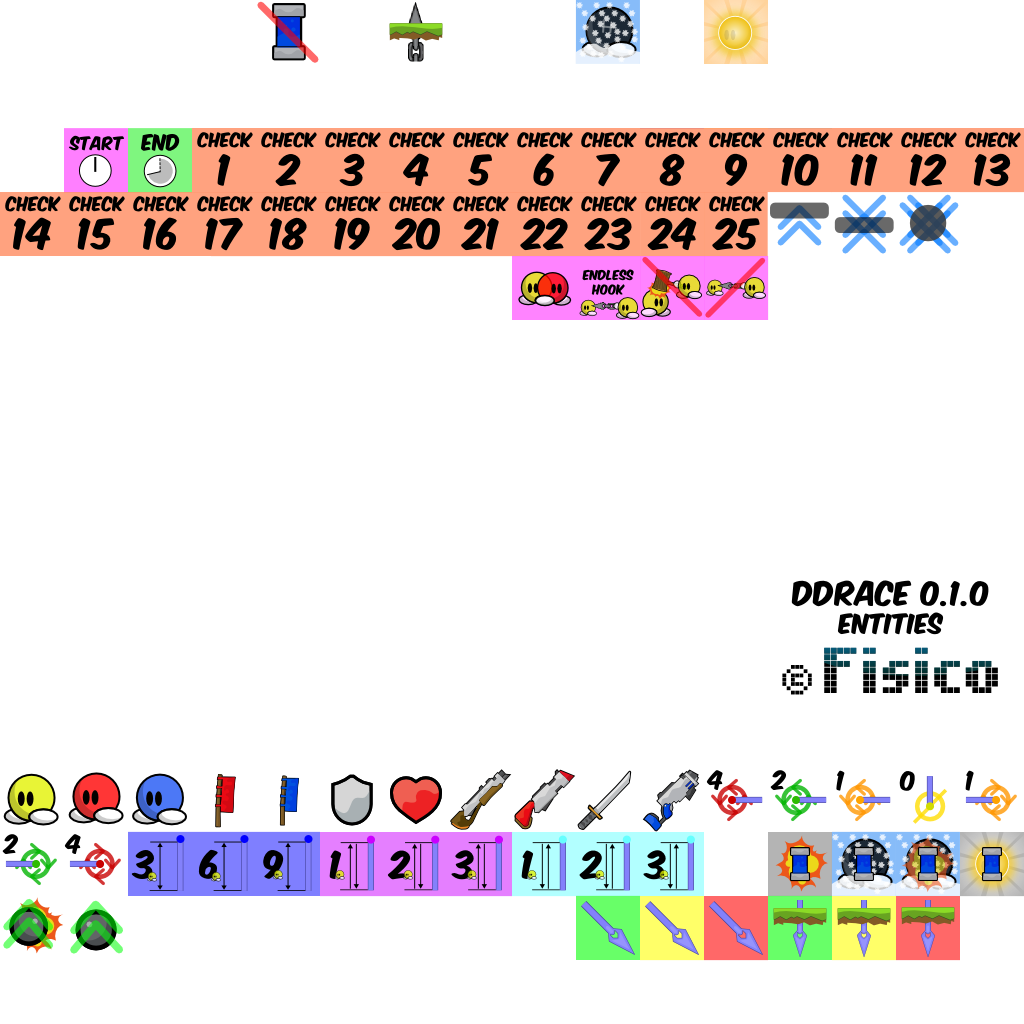 START END CHECK CHECK CHECK CHECK CHECK CHECK CHECK CHECK CHECK CHECK CHECK CHECK CHECK
1 2 3 4 5 6 7 8 9 10 11 12 13
CHECK CHECK CHECK CHECK CHECK CHECK CHECK CHECK CHECK CHECK CHECK CHECK
14 15 16 17 18 19 20 21 22 23 24 25
ENDLESS
HOOK
DDRACE 0.1.0
ENTITIES
© Fisico
4 2 1 0 1
2 4
3 6 9 1 2 3 1 2 3